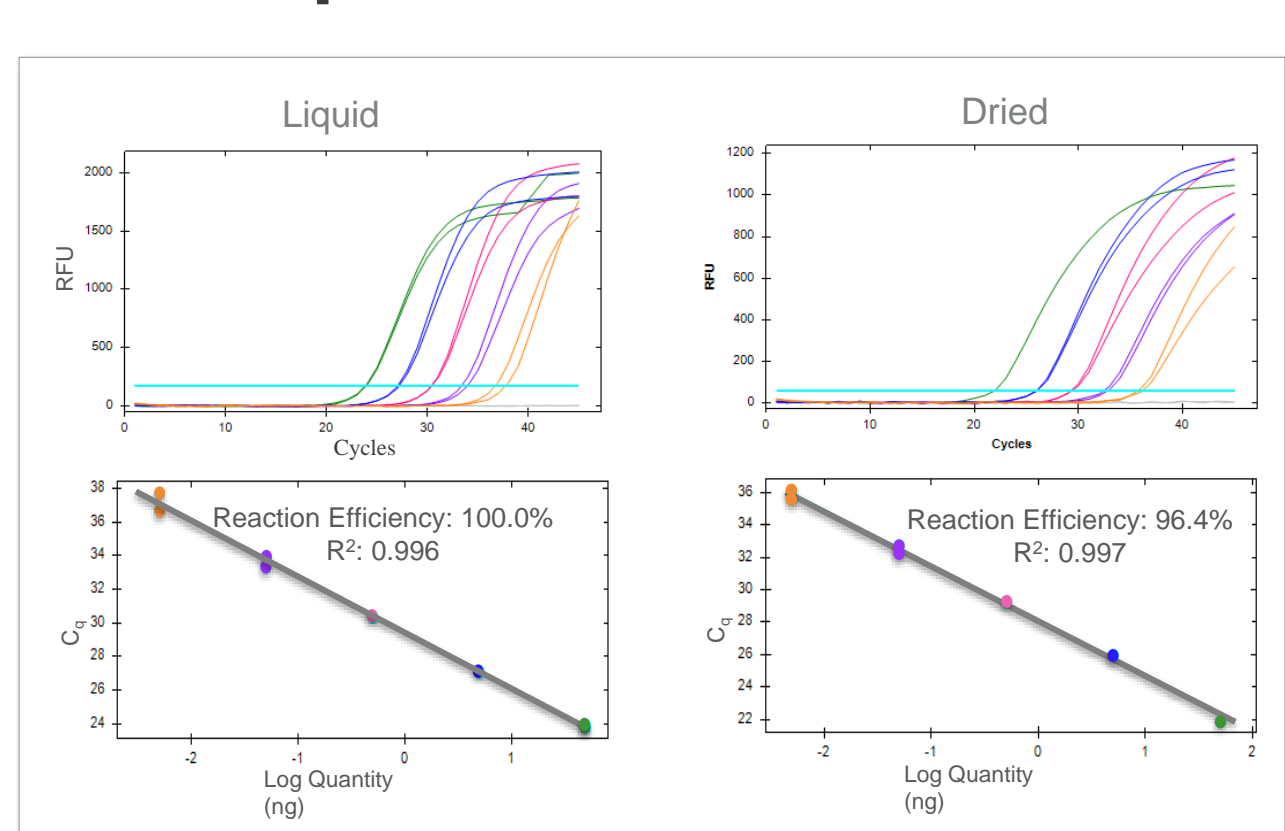 Liquid
Dried
2000
1500
1000
500
0
RFU
0 10 20 30 40
Cycles
1200
1000
800
600
400
200
0
RFU
0 10 20 30 40
Cycles
38
36
34
32
30
28
26
24
Cq
Reaction Efficiency: 100.0%
R²: 0.996
-2 -1 0 1
Log Quantity
(ng)
36
34
32
30
28
26
24
22
Cq
Reaction Efficiency: 96.4%
R²: 0.997
-2 -1 0 1 2
Log Quantity
(ng)